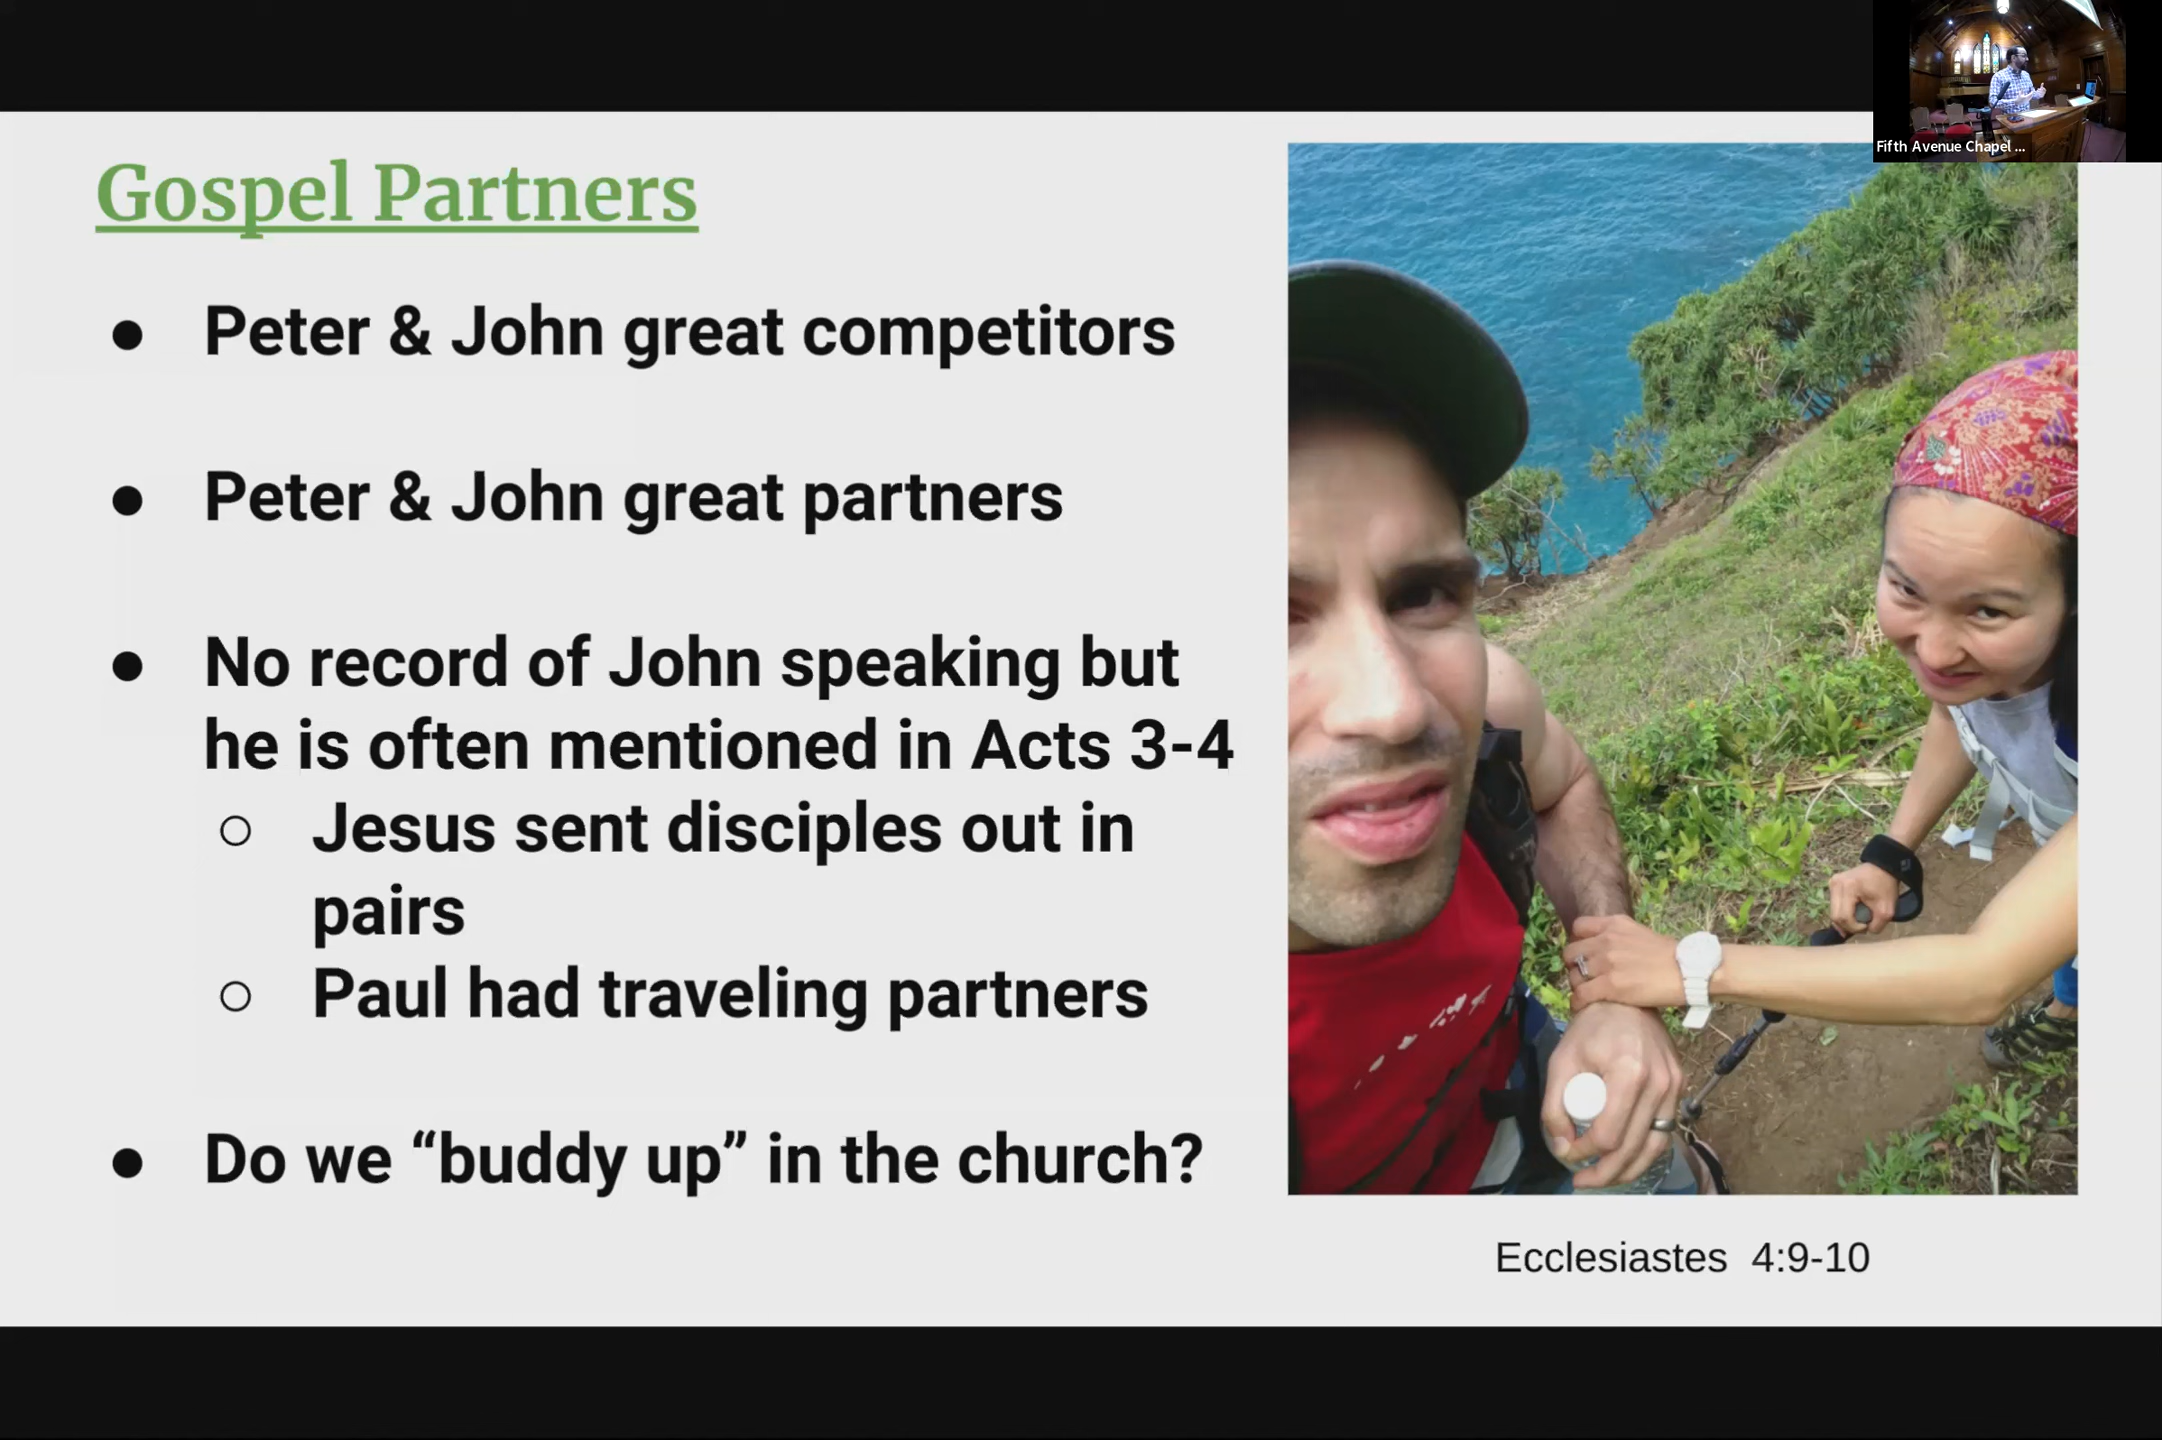 Fifth Avenue Chapel ...
Gospel Partners
● Peter & John great competitors
● Peter & John great partners
● No record of John speaking but
he is often mentioned in Acts 3-4
○ Jesus sent disciples out in
pairs
○ Paul had traveling partners
● Do we “buddy up” in the church?
Ecclesiastes 4:9-10